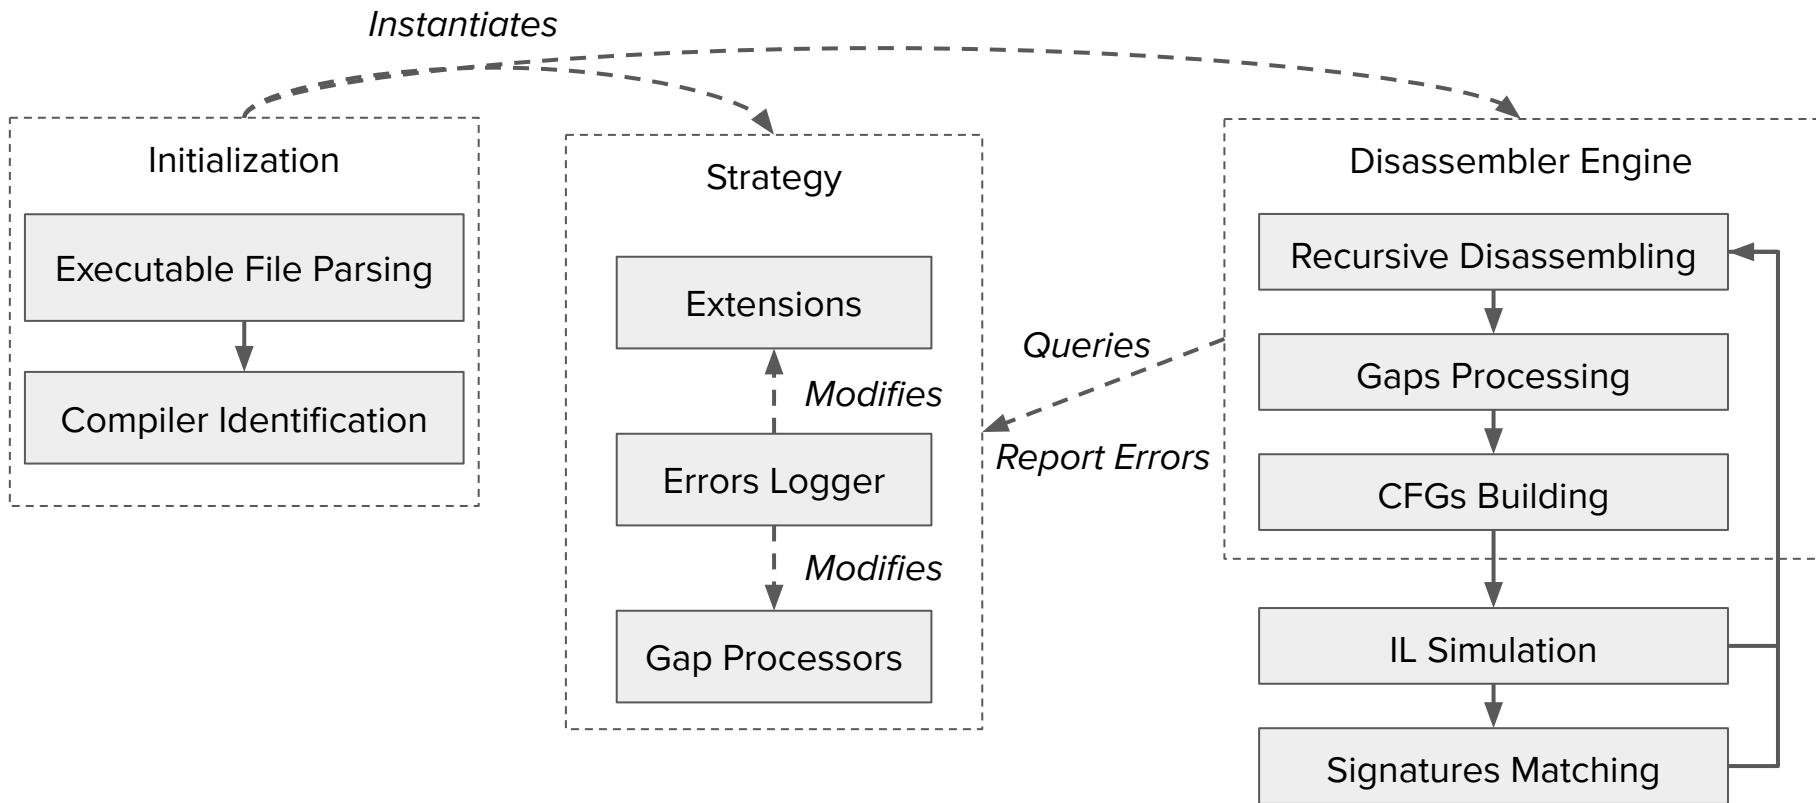 Instantiates
Initialization
Executable File Parsing
Compiler Identification
Strategy
Extensions
Modifies
Errors Logger
Modifies
Gap Processors
Queries
Report Errors
Disassembler Engine
Recursive Disassembling
Gaps Processing
CFGs Building
IL Simulation
Signatures Matching